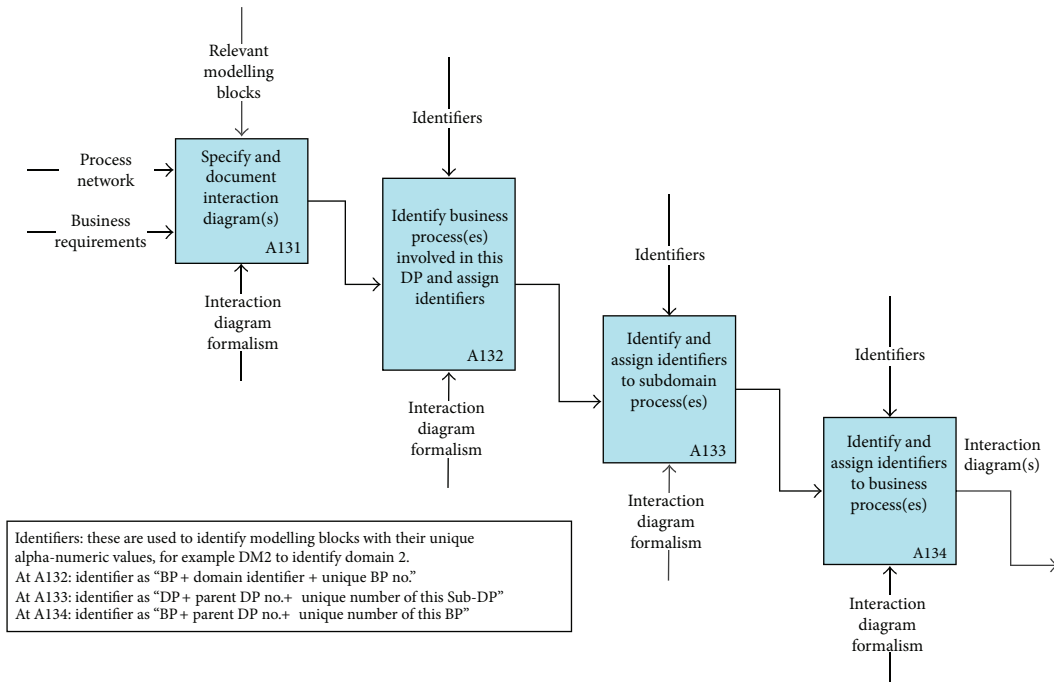 Relevant
modelling
blocks
Process
network
Business
requirements
Specify and
document
interaction
diagram(s)
A131
Interaction
diagram
formalism
Identifiers
Identify business
process(es)
involved in this
DP and assign
identifiers
A132
Interaction
diagram
formalism
Identifiers
Identify and
assign identifiers
to subdomain
process(es)
A133
Interaction
diagram
formalism
Identifiers
Identify and
assign identifiers
to business
process(es)
A134
Interaction
diagram(s)
Interaction
diagram
formalism
Identifiers: these are used to identify modelling blocks with their unique
alpha-numeric values, for example DM2 to identify domain 2.
At A132: identifier as “BP + domain identifier + unique BP no.”
At A133: identifier as “DP + parent DP no.+ unique number of this Sub-DP”
At A134: identifier as “BP + parent DP no.+ unique number of this BP”